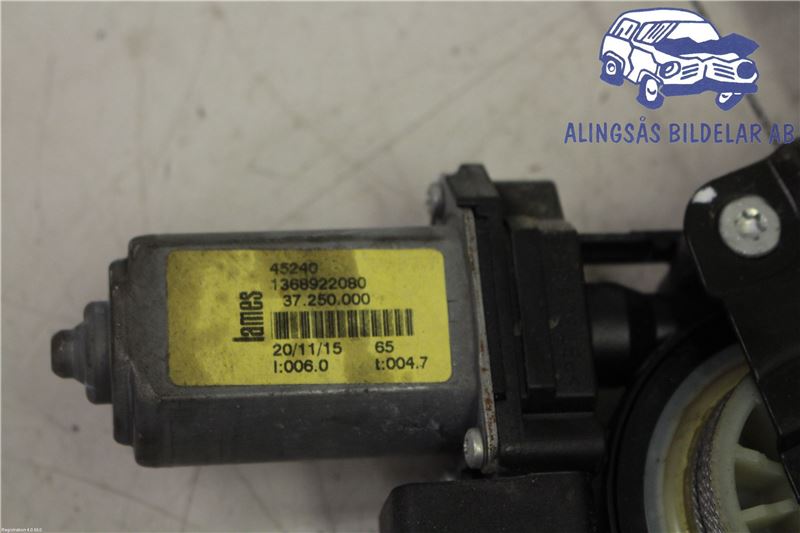 ALINGSÅS BILDELAR AB
lames
45240
1368922080
37.250.000
20/11/15 65
I:006.0 t:004.7